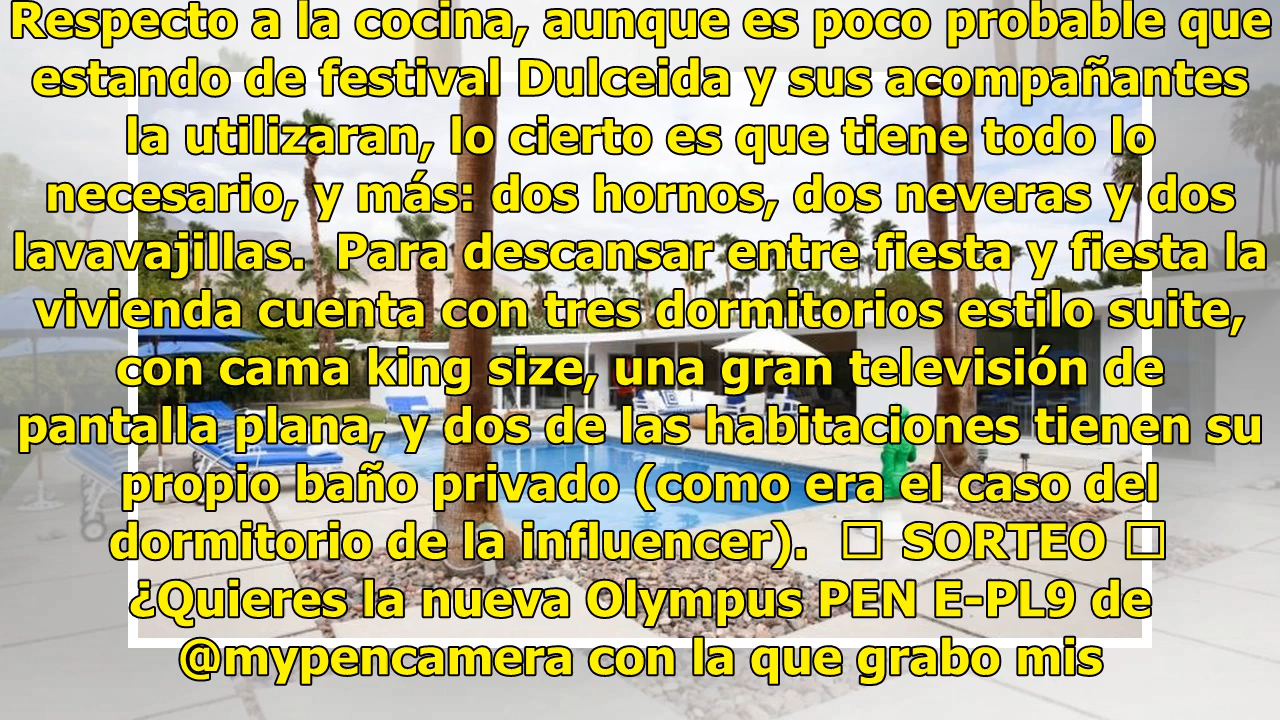 Respecto a la cocina, aunque es poco probable que
estando de festival Dulceida y sus acompañantes
la utilizaran, lo cierto es que tiene todo lo
necesario, y más: dos hornos, dos neveras y dos
lavavajillas.  Para descansar entre fiesta y fiesta la
vivienda cuenta con tres dormitorios estilo suite,
con cama king size, una gran televisión de
pantalla plana, y dos de las habitaciones tienen su
propio baño privado (como era el caso del
dormitorio de la influencer).  □ SORTEO □
¿Quieres la nueva Olympus PEN E-PL9 de
@mypencamera con la que grabo mis